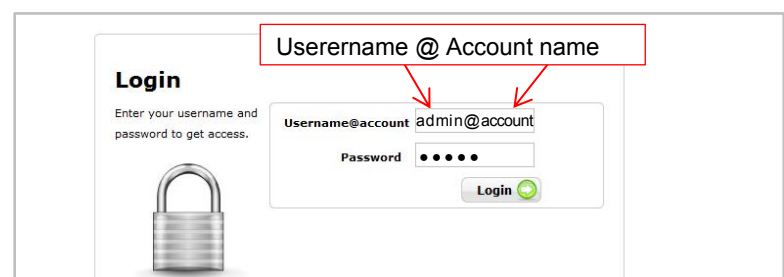 Userername @ Account name
Login
Enter your username and
password to get access.
Username@account admin@account
Password ●●●●●
Login